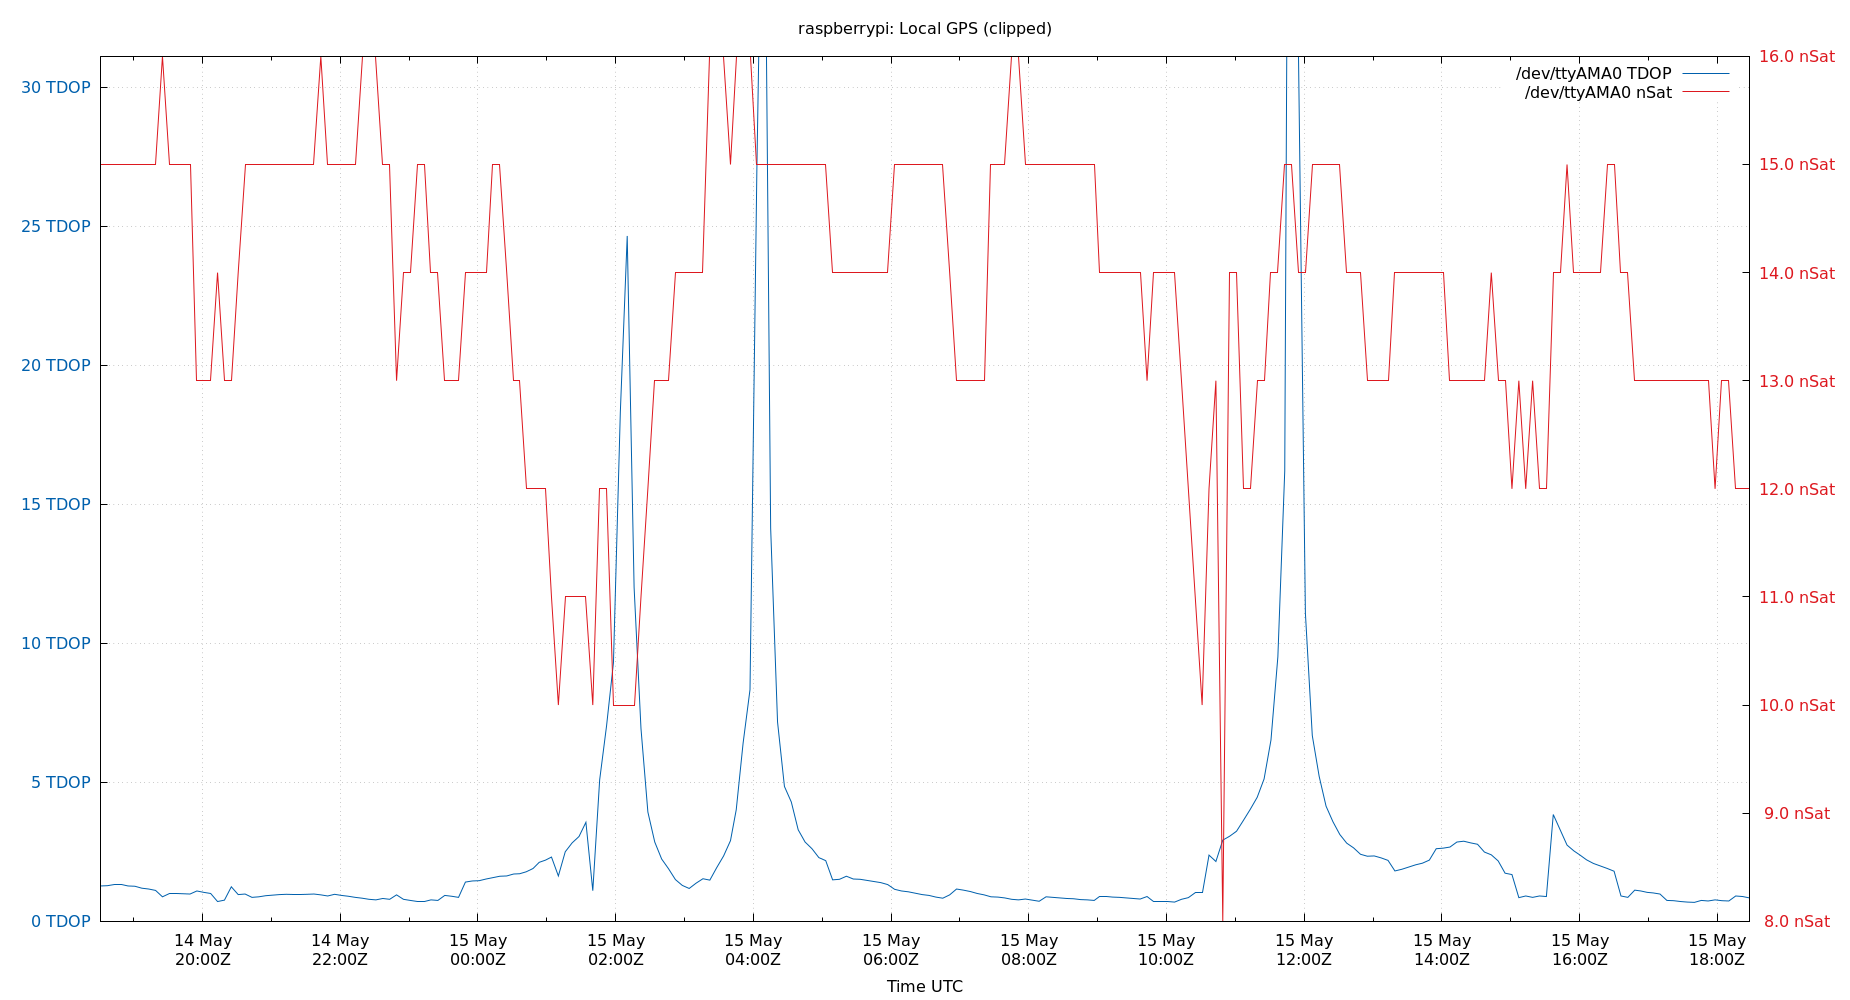 raspberrypi: Local GPS (clipped)
/dev/ttyAMA0 TDOP
/dev/ttyAMA0 nSat
30 TDOP
25 TDOP
20 TDOP
15 TDOP
10 TDOP
5 TDOP
0 TDOP
16.0 nSat
15.0 nSat
14.0 nSat
13.0 nSat
12.0 nSat
11.0 nSat
10.0 nSat
9.0 nSat
8.0 nSat
14 May
20:00Z
14 May
22:00Z
15 May
00:00Z
15 May
02:00Z
15 May
04:00Z
15 May
06:00Z
15 May
08:00Z
15 May
10:00Z
15 May
12:00Z
15 May
14:00Z
15 May
16:00Z
15 May
18:00Z
Time UTC